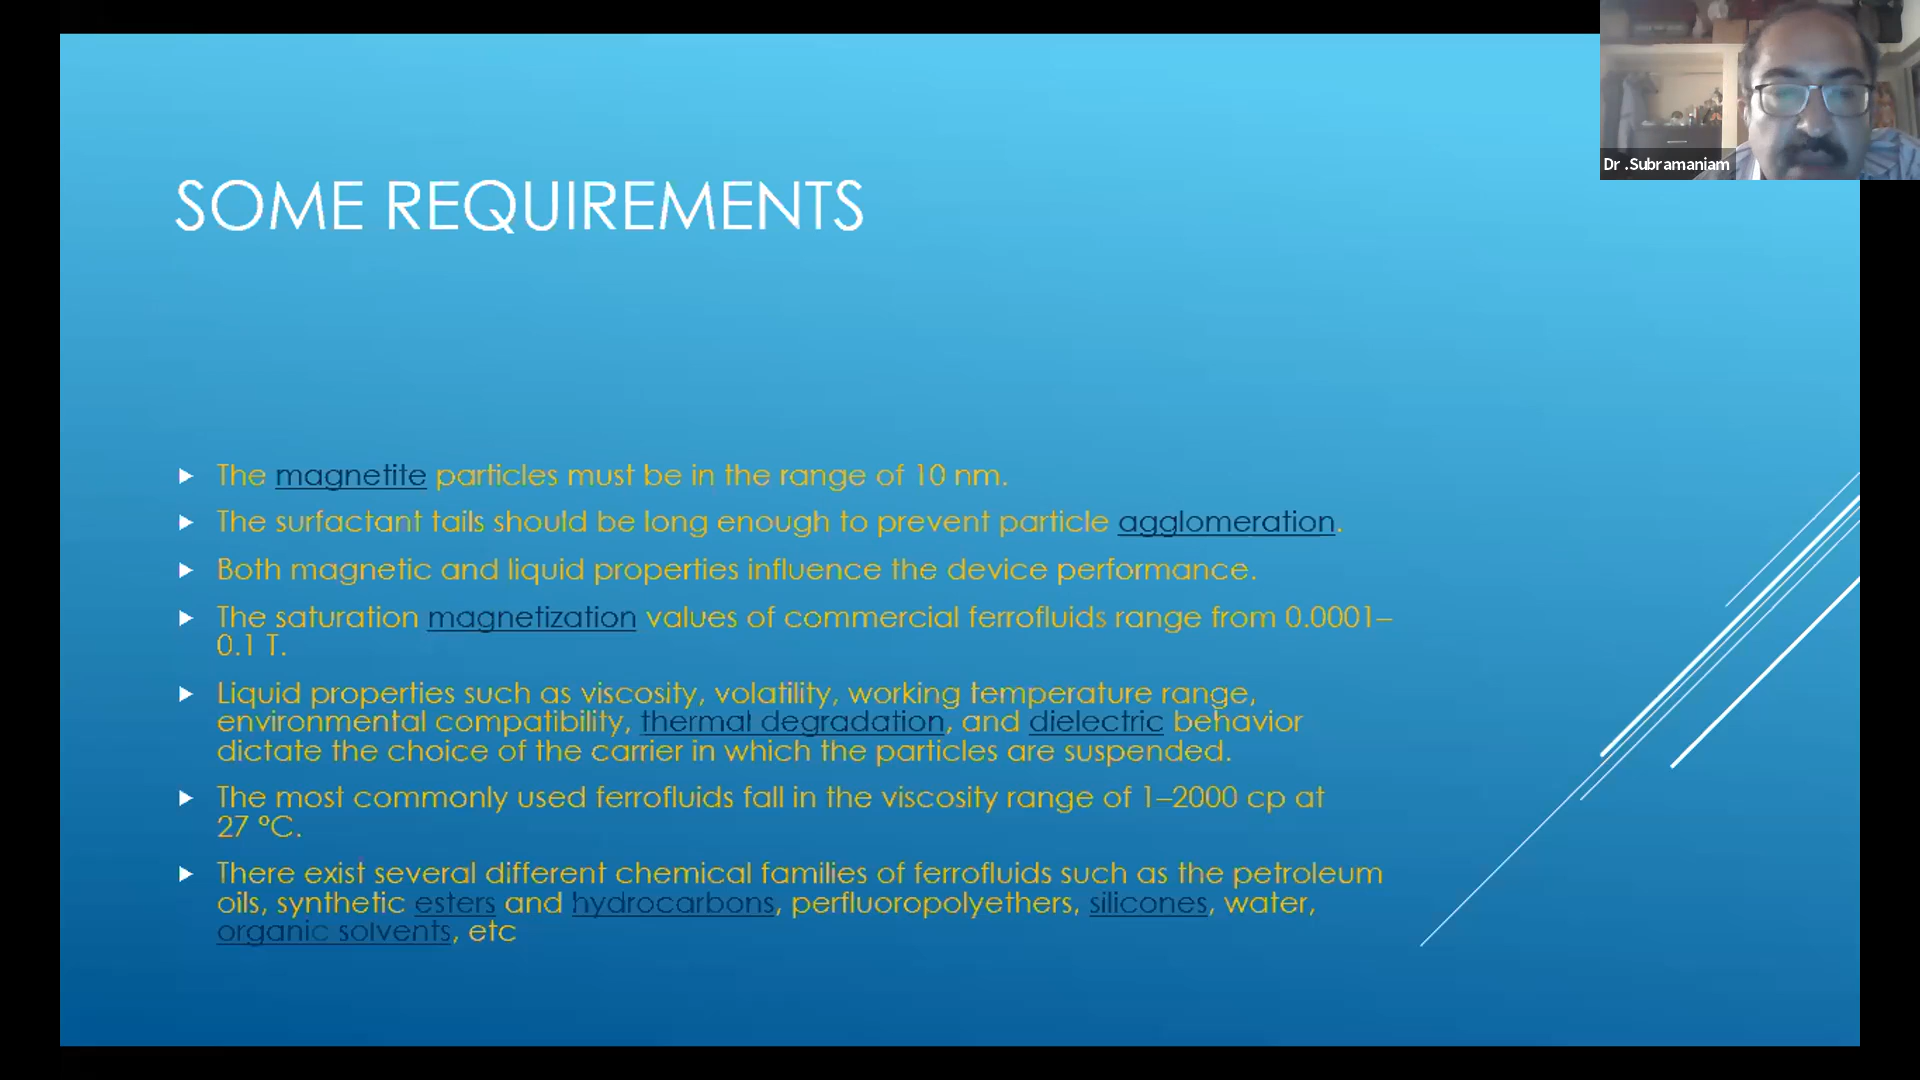 Dr .Subramaniam
SOME REQUIREMENTS
The magnetite particles must be in the range of 10 nm.
The surfactant tails should be long enough to prevent particle agglomeration.
Both magnetic and liquid properties influence the device performance.
The saturation magnetization values of commercial ferrofluids range from 0.0001–
0.1 T.
Liquid properties such as viscosity, volatility, working temperature range,
environmental compatibility, thermal degradation, and dielectric behavior
dictate the choice of the carrier in which the particles are suspended.
The most commonly used ferrofluids fall in the viscosity range of 1–2000 cp at
27 °C.
There exist several different chemical families of ferrofluids such as the petroleum
oils, synthetic esters and hydrocarbons, perfluoropolyethers, silicones, water,
organic solvents, etc